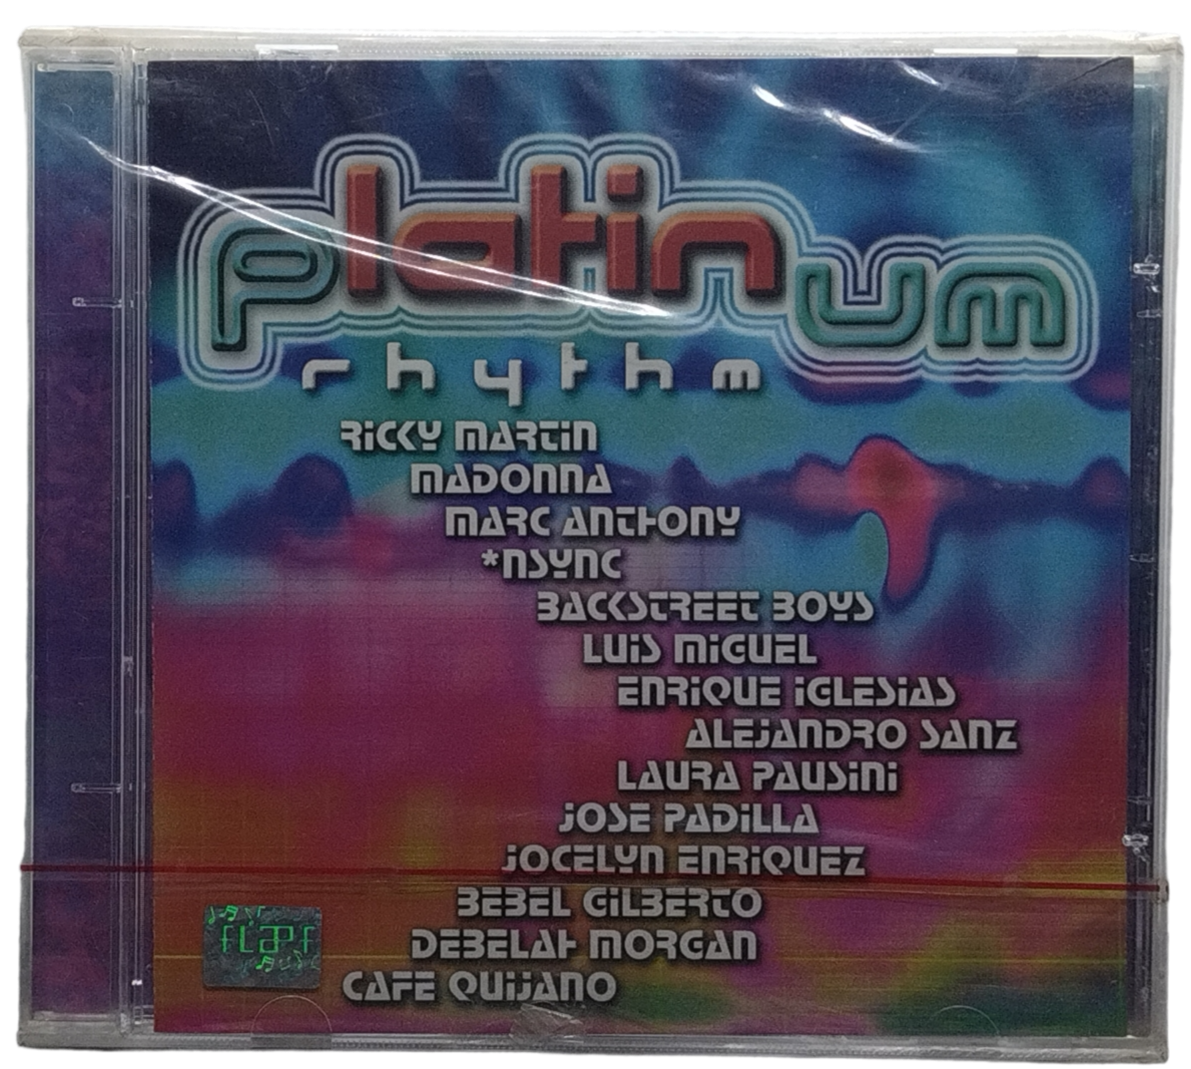 platinum
rhythm
RICKY MARTIN
MADONNA
MARC ANTHONY
*NSYNC
BACKSTREET BOYS
LUIS MIGUEL
ENRIQUE IGLESIAS
ALEJANDRO SANZ
LAURA PAUSINI
JOSE PADILLA
JOCELYN ENRIQUEZ
BEBEL GILBERTO
DEBELAH MORGAN
CAFE QUIJANO